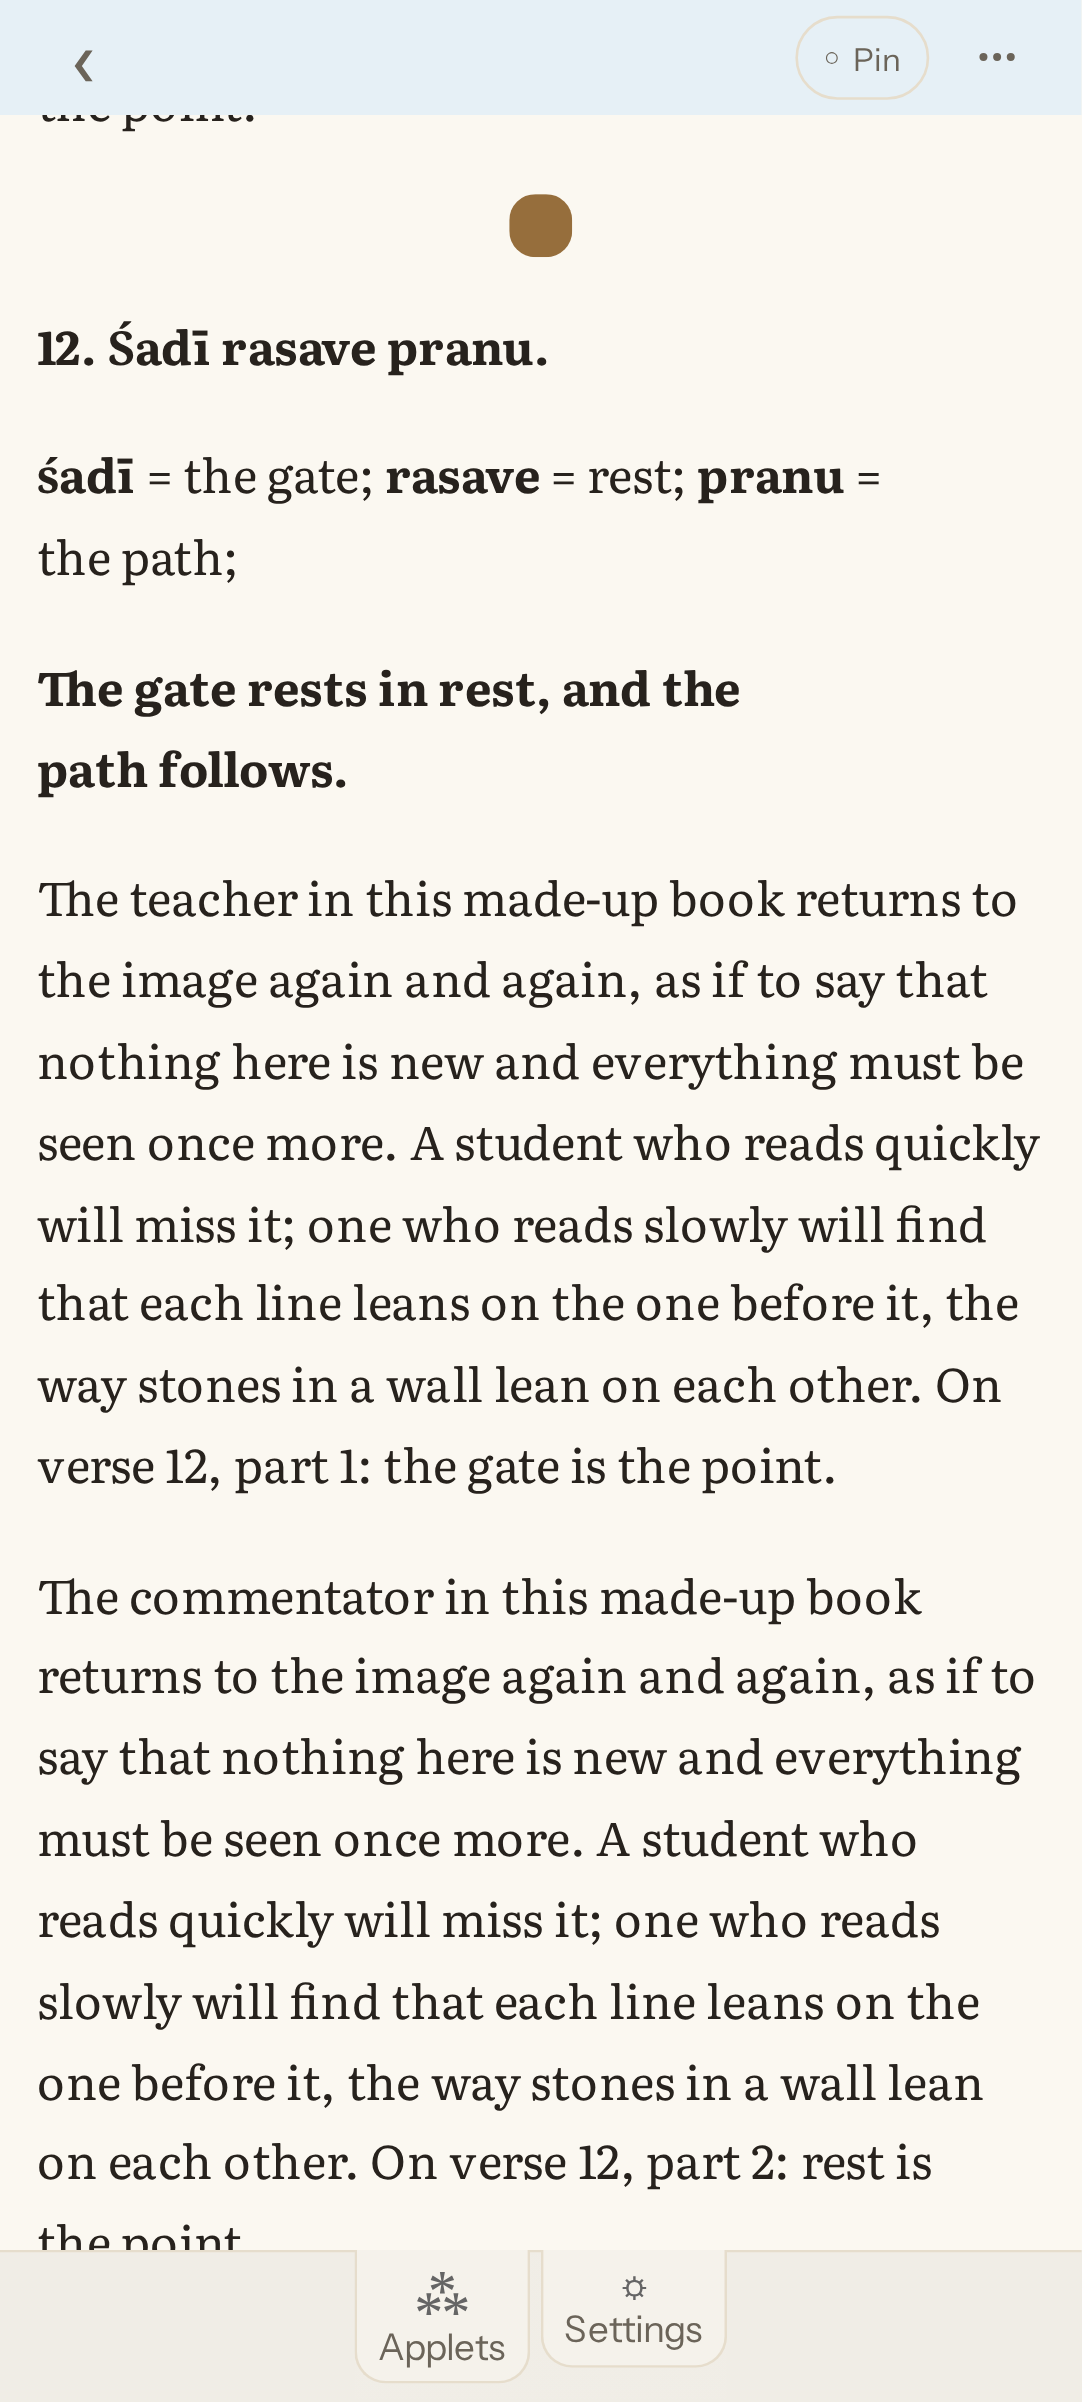 Pin
the point.
12. Śadī rasave pranu.
śadī = the gate; rasave = rest; pranu =
the path;
The gate rests in rest, and the
path follows.
The teacher in this made-up book returns to
the image again and again, as if to say that
nothing here is new and everything must be
seen once more. A student who reads quickly
will miss it; one who reads slowly will find
that each line leans on the one before it, the
way stones in a wall lean on each other. On
verse 12, part 1: the gate is the point.
The commentator in this made-up book
returns to the image again and again, as if to
say that nothing here is new and everything
must be seen once more. A student who
reads quickly will miss it; one who reads
slowly will find that each line leans on the
one before it, the way stones in a wall lean
on each other. On verse 12, part 2: rest is
the point
Applets
Settings